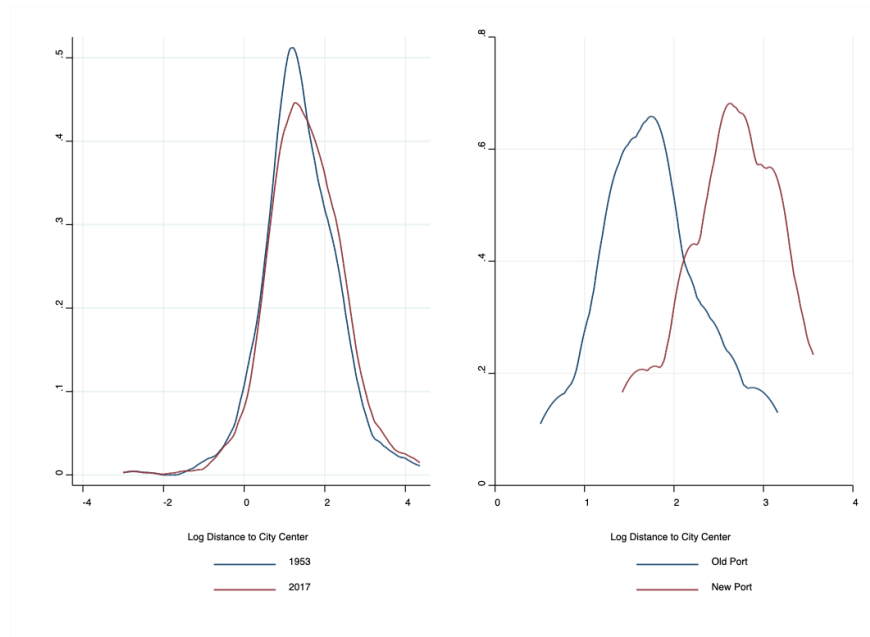 .5
.4
.3
.2
.1
0
-4 -2 0 2 4
Log Distance to City Center
1953
2017
.8
.6
.4
.2
0
0 1 2 3 4
Log Distance to City Center
Old Port
New Port